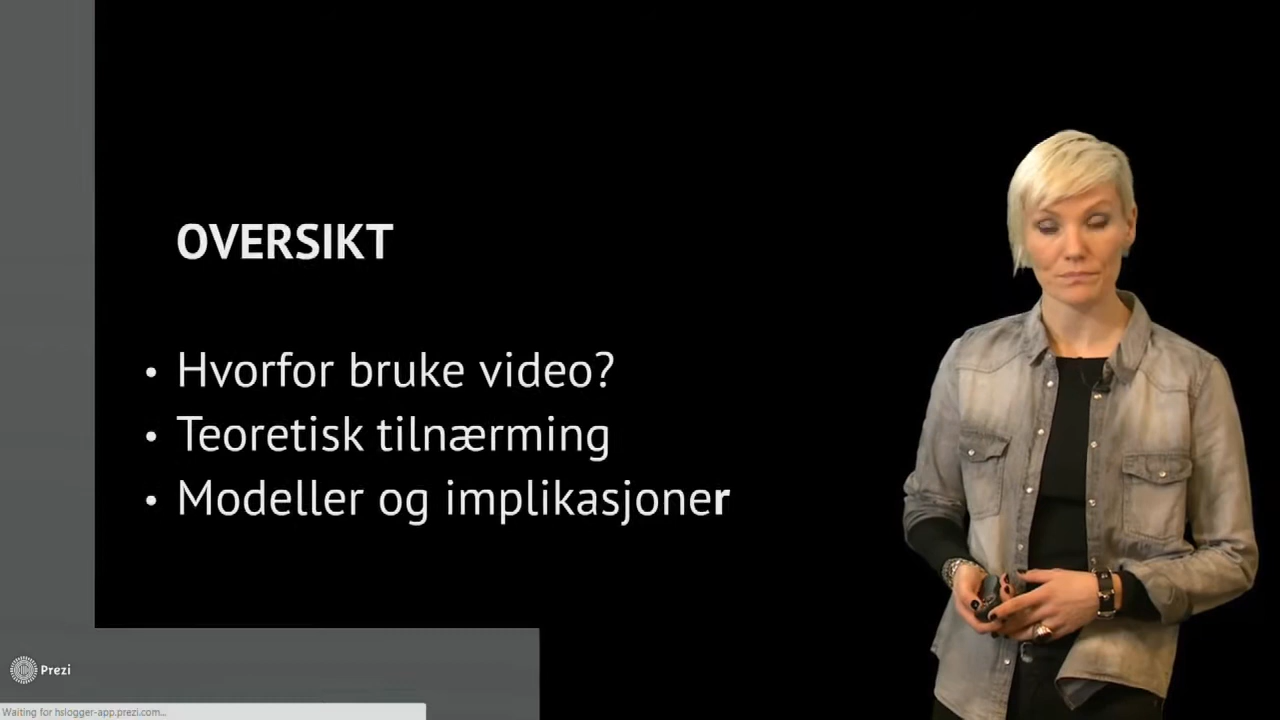 OVERSIKT
• Hvorfor bruke video?
• Teoretisk tilnærming
• Modeller og implikasjoner
Prezi
Waiting for hslogger-app.prezi.com...